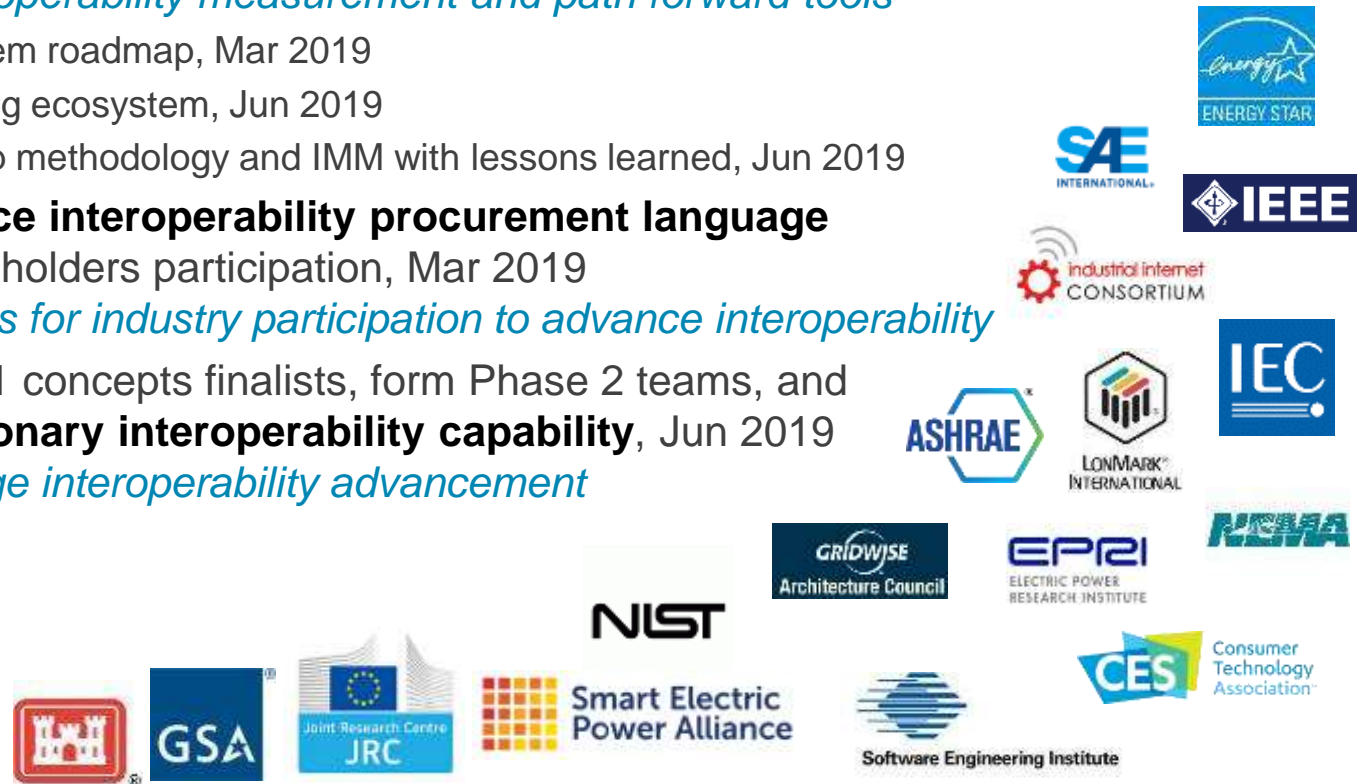 operability measurement and path forward tools
em roadmap, Mar 2019
g ecosystem, Jun 2019
o methodology and IMM with lessons learned, Jun 2019
ce interoperability procurement language
holders participation, Mar 2019
s for industry participation to advance interoperability
1 concepts finalists, form Phase 2 teams, and
onary interoperability capability, Jun 2019
ge interoperability advancement
energy
ENERGY STAR
SAE
INTERNATIONAL®
IEEE
industrial internet
CONSORTIUM
IEC
ASHRAE
LONMARK®
INTERNATIONAL
NEMA
GRIDWISE
Architecture Council
EPRI
ELECTRIC POWER
RESEARCH INSTITUTE
NIST
CES
Consumer
Technology
Association
GSA
Joint Research Centre
JRC
Smart Electric
Power Alliance
Software Engineering Institute